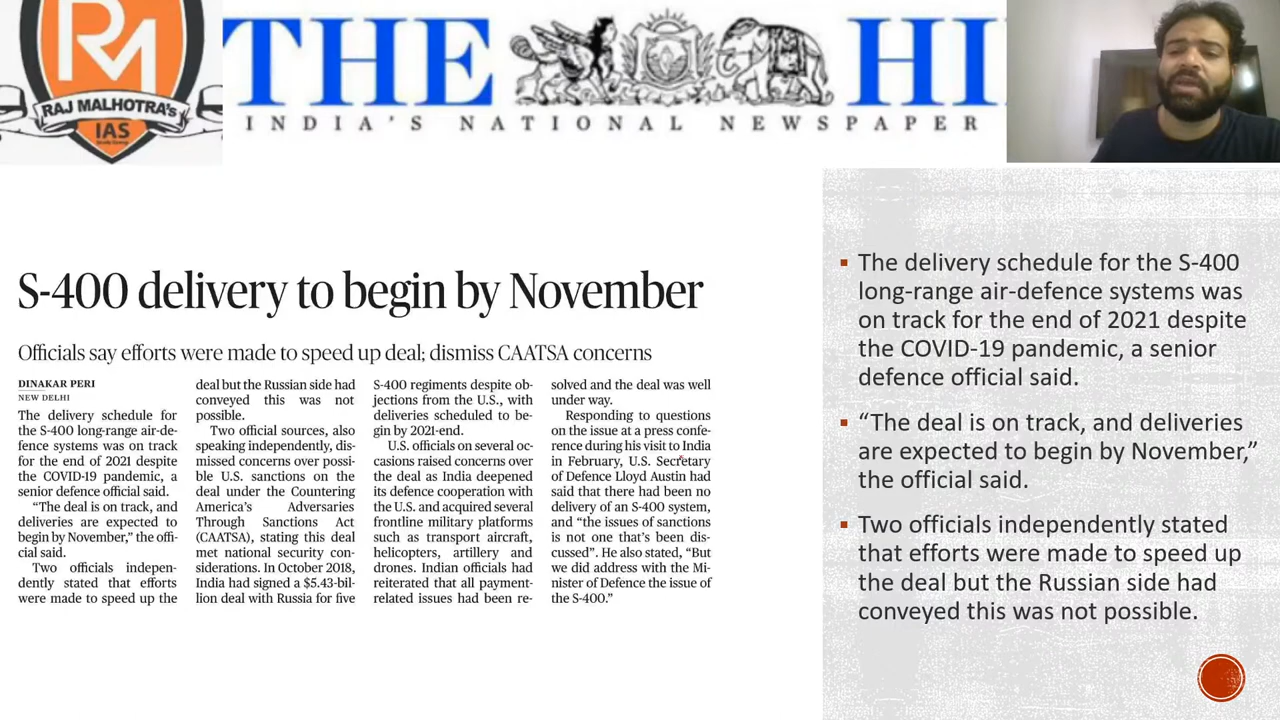 RM
RAJ MALHOTRA's
IAS
THE HI
INDIA'S NATIONAL NEWSPAPER
S-400 delivery to begin by November
Officials say efforts were made to speed up deal; dismiss CAATSA concerns
DINAKAR PERI
NEW DELHI
The delivery schedule for
the S-400 long-range air-de-
fence systems was on track
for the end of 2021 despite
the COVID-19 pandemic, a
senior defence official said.
“The deal is on track, and
deliveries are expected to
begin by November,” the offi-
cial said.
Two officials indepen-
dently stated that efforts
were made to speed up the
deal but the Russian side had
conveyed this was not
possible.
Two official sources, also
speaking independently, dis-
missed concerns over possi-
ble U.S. sanctions on the
deal under the Countering
America's Adversaries
Through Sanctions Act
(CAATSA), stating this deal
met national security con-
siderations. In October 2018,
India had signed a $5.43-bil-
lion deal with Russia for five
S-400 regiments despite ob-
jections from the U.S., with
deliveries scheduled to be-
gin by 2021-end.
U.S. officials on several oc-
casions raised concerns over
the deal as India deepened
its defence cooperation with
the U.S. and acquired several
frontline military platforms
such as transport aircraft,
helicopters, artillery and
drones. Indian officials had
reiterated that all payment-
related issues had been re-
solved and the deal was well
under way.
Responding to questions
on the issue at a press confe-
rence during his visit to India
in February, U.S. Secretary
of Defence Lloyd Austin had
said that there had been no
delivery of an S-400 system,
and “the issues of sanctions
is not one that's been dis-
cussed”. He also stated, “But
we did address with the Mi-
nister of Defence the issue of
the S-400.”
The delivery schedule for the S-400
long-range air-defence systems was
on track for the end of 2021 despite
the COVID-19 pandemic, a senior
defence official said.
“The deal is on track, and deliveries
are expected to begin by November,”
the official said.
Two officials independently stated
that efforts were made to speed up
the deal but the Russian side had
conveyed this was not possible.